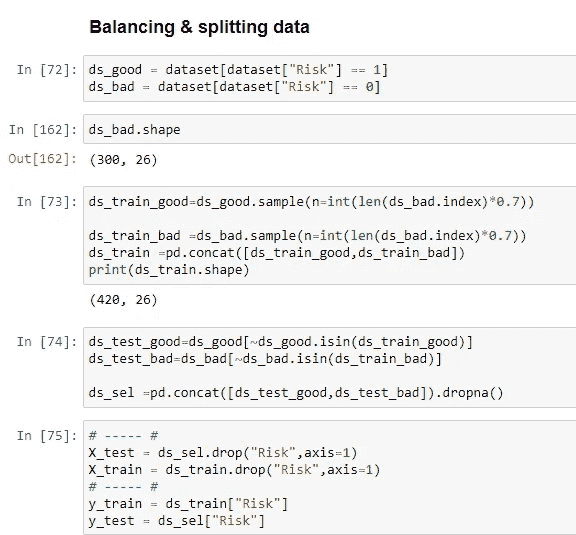 Balancing & splitting data
In [72]: ds_good = dataset[dataset["Risk"] == 1]
ds_bad = dataset[dataset["Risk"] == 0]
In [162]: ds_bad.shape
Out[162]: (300, 26)
In [73]: ds_train_good=ds_good.sample(n=int(len(ds_bad.index)*0.7))
ds_train_bad =ds_bad.sample(n=int(len(ds_bad.index)*0.7))
ds_train =pd.concat([ds_train_good,ds_train_bad])
print(ds_train.shape)
(420, 26)
In [74]: ds_test_good=ds_good[~ds_good.isin(ds_train_good)]
ds_test_bad=ds_bad[~ds_bad.isin(ds_train_bad)]
ds_sel =pd.concat([ds_test_good,ds_test_bad]).dropna()
In [75]: # ----- #
X_test = ds_sel.drop("Risk",axis=1)
X_train = ds_train.drop("Risk",axis=1)
# ----- #
y_train = ds_train["Risk"]
y_test = ds_sel["Risk"]